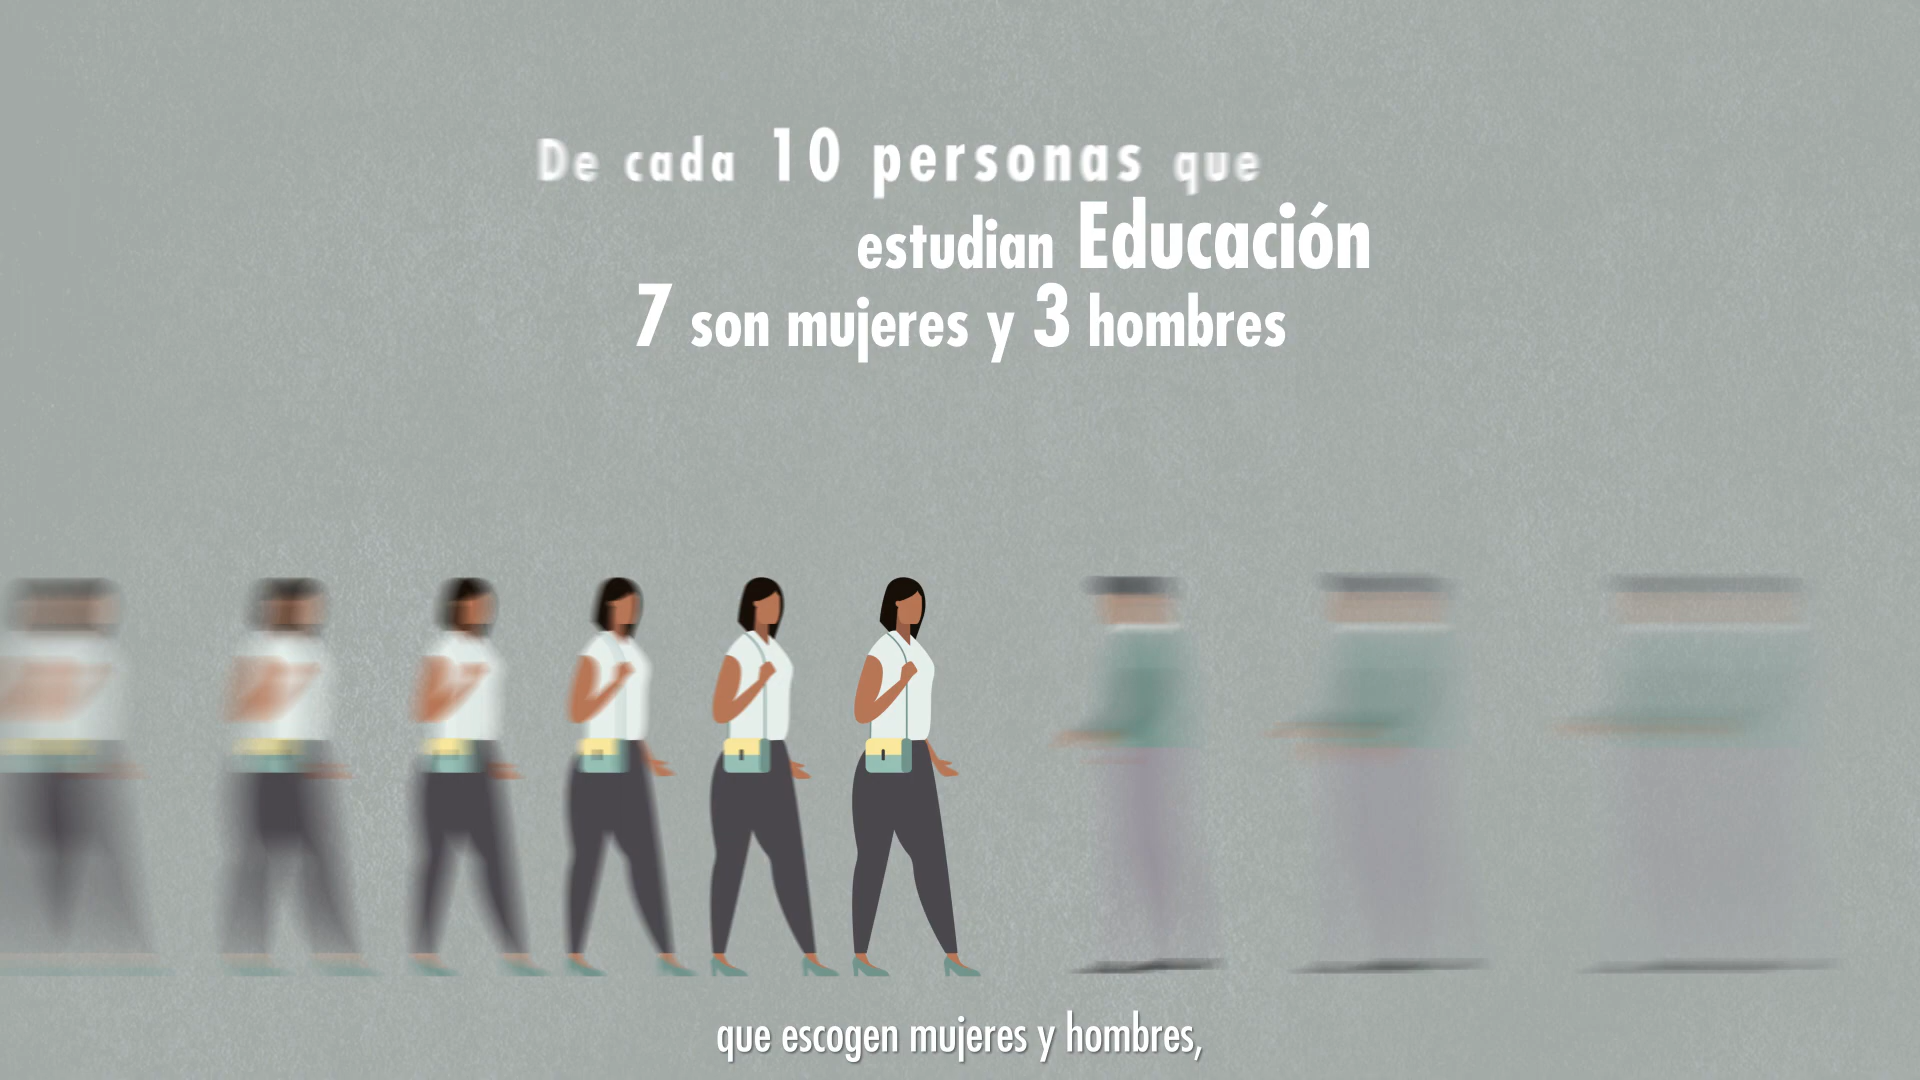 De cada 10 personas que
estudian Educación
7 son mujeres y 3 hombres
que escogen mujeres y hombres,